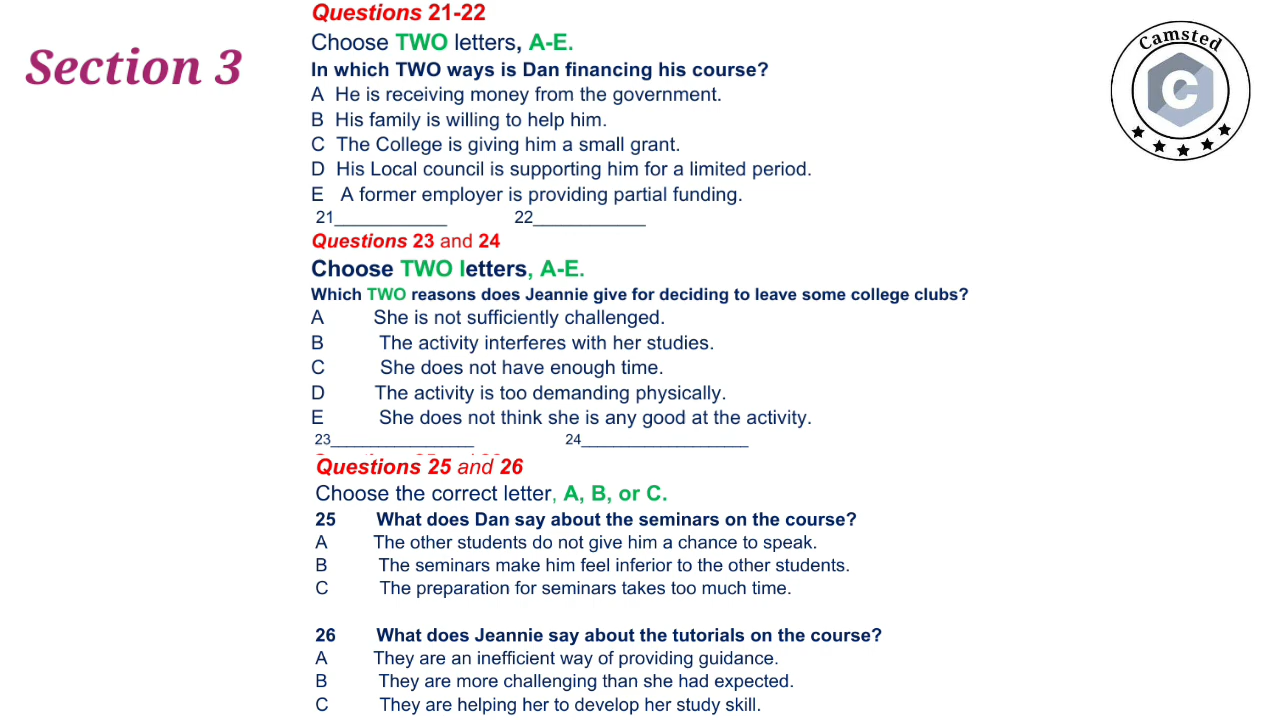 Section 3
Camsted
C
Questions 21-22
Choose TWO letters, A-E.
In which TWO ways is Dan financing his course?
A He is receiving money from the government.
B His family is willing to help him.
C The College is giving him a small grant.
D His Local council is supporting him for a limited period.
E A former employer is providing partial funding.
21____________ 22____________
Questions 23 and 24
Choose TWO letters, A-E.
Which TWO reasons does Jeannie give for deciding to leave some college clubs?
A She is not sufficiently challenged.
B The activity interferes with her studies.
C She does not have enough time.
D The activity is too demanding physically.
E She does not think she is any good at the activity.
23__________________ 24_____________________
Questions 25 and 26
Choose the correct letter, A, B, or C.
25 What does Dan say about the seminars on the course?
A The other students do not give him a chance to speak.
B The seminars make him feel inferior to the other students.
C The preparation for seminars takes too much time.
26 What does Jeannie say about the tutorials on the course?
A They are an inefficient way of providing guidance.
B They are more challenging than she had expected.
C They are helping her to develop her study skill.